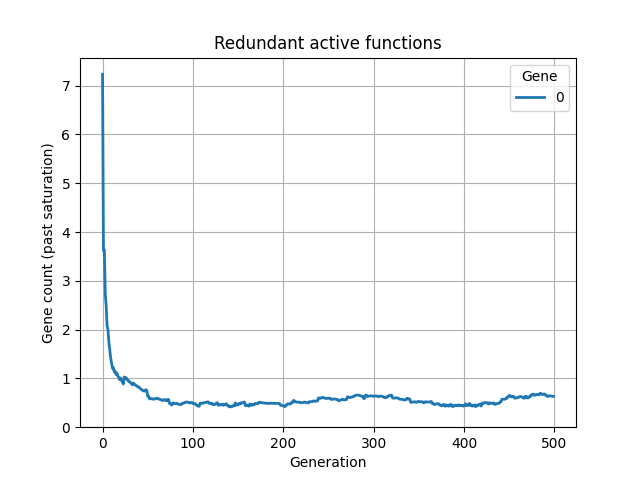 Redundant active functions
Gene
0
Gene count (past saturation)
7
6
5
4
3
2
1
0
0 100 200 300 400 500
Generation